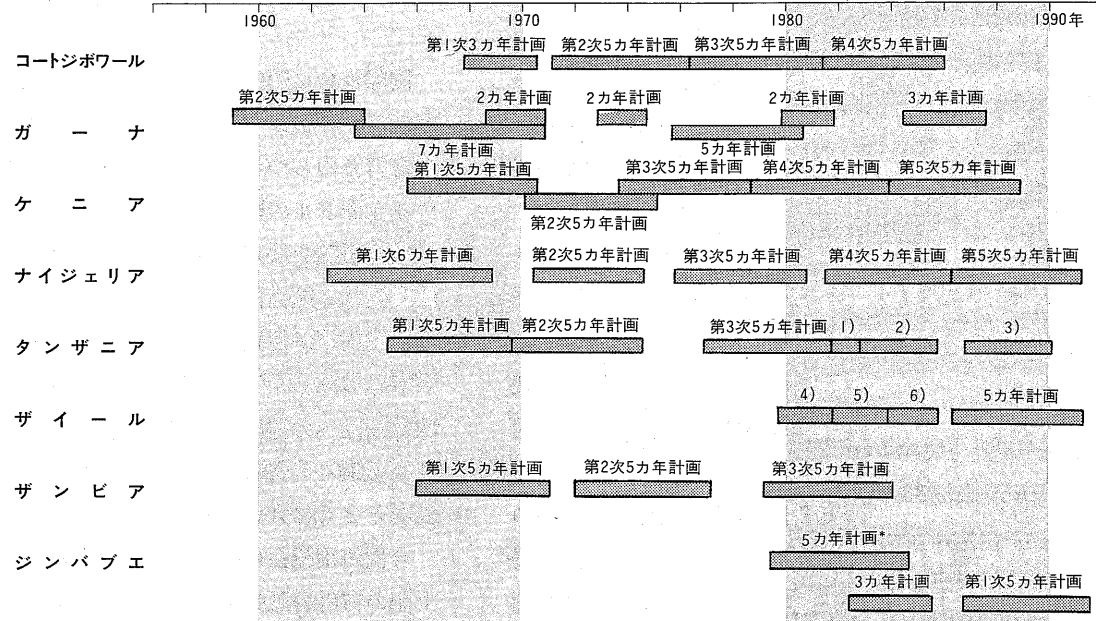 1960 1970 1980 1990年
コートジボワール
第1次3カ年計画 第2次5カ年計画 第3次5カ年計画 第4次5カ年計画
ガーナ
第2次5カ年計画 2カ年計画 2カ年計画 2カ年計画 3カ年計画
7カ年計画 5カ年計画
ケニア
第1次5カ年計画 第3次5カ年計画 第4次5カ年計画 第5次5カ年計画
第2次5カ年計画
ナイジェリア
第1次6カ年計画 第2次5カ年計画 第3次5カ年計画 第4次5カ年計画 第5次5カ年計画
タンザニア
第1次5カ年計画 第2次5カ年計画 第3次5カ年計画 1) 2) 3)
ザイール
4) 5) 6) 5カ年計画
ザンビア
第1次5カ年計画 第2次5カ年計画 第3次5カ年計画
ジンバブエ
5カ年計画*
3カ年計画 第1次5カ年計画